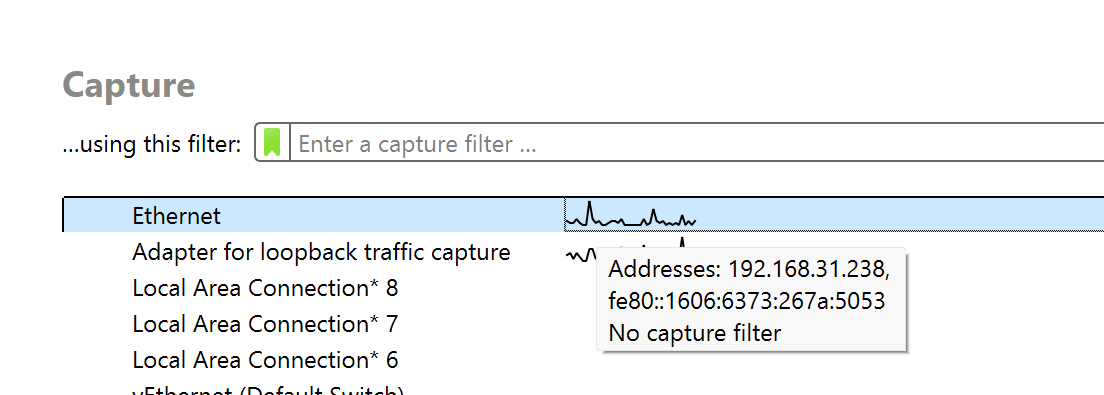 Capture
...using this filter: Enter a capture filter ...
Ethernet
Adapter for loopback traffic capture
Addresses: 192.168.31.238,
fe80::1606:6373:267a:5053
No capture filter
Local Area Connection* 8
Local Area Connection* 7
Local Area Connection* 6
vEthernet (Default Switch)